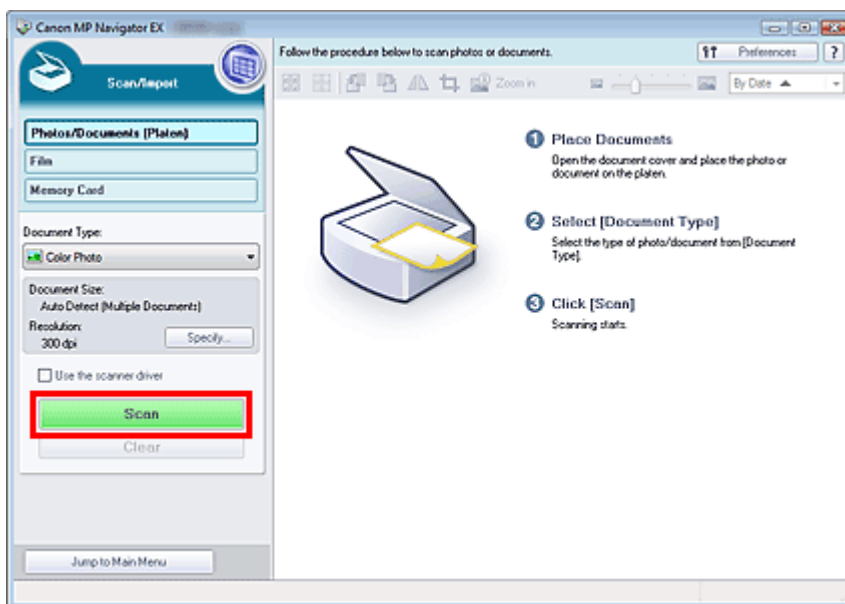 Canon MP Navigator EX
Scan/Import
Photos/Documents (Platen)
Film
Memory Card
Document Type:
Color Photo
Document Size:
Auto Detect (Multiple Documents)
Resolution:
300 dpi
Specify...
Use the scanner driver
Scan
Clear
Jump to Main Menu
Follow the procedure below to scan photos or documents.
Preferences
?
Zoom in
By Date
1 Place Documents
Open the document cover and place the photo or
document on the platen.
2 Select [Document Type]
Select the type of photo/document from [Document
Type].
3 Click [Scan]
Scanning starts.